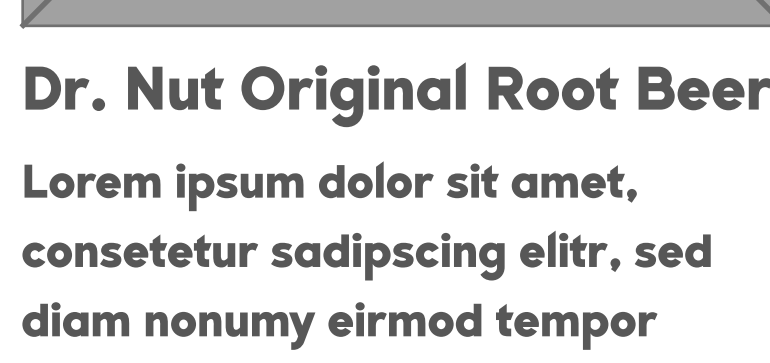 Dr. Nut Original Root Beer
Lorem ipsum dolor sit amet,
consetetur sadipscing elitr, sed
diam nonumy eirmod tempor